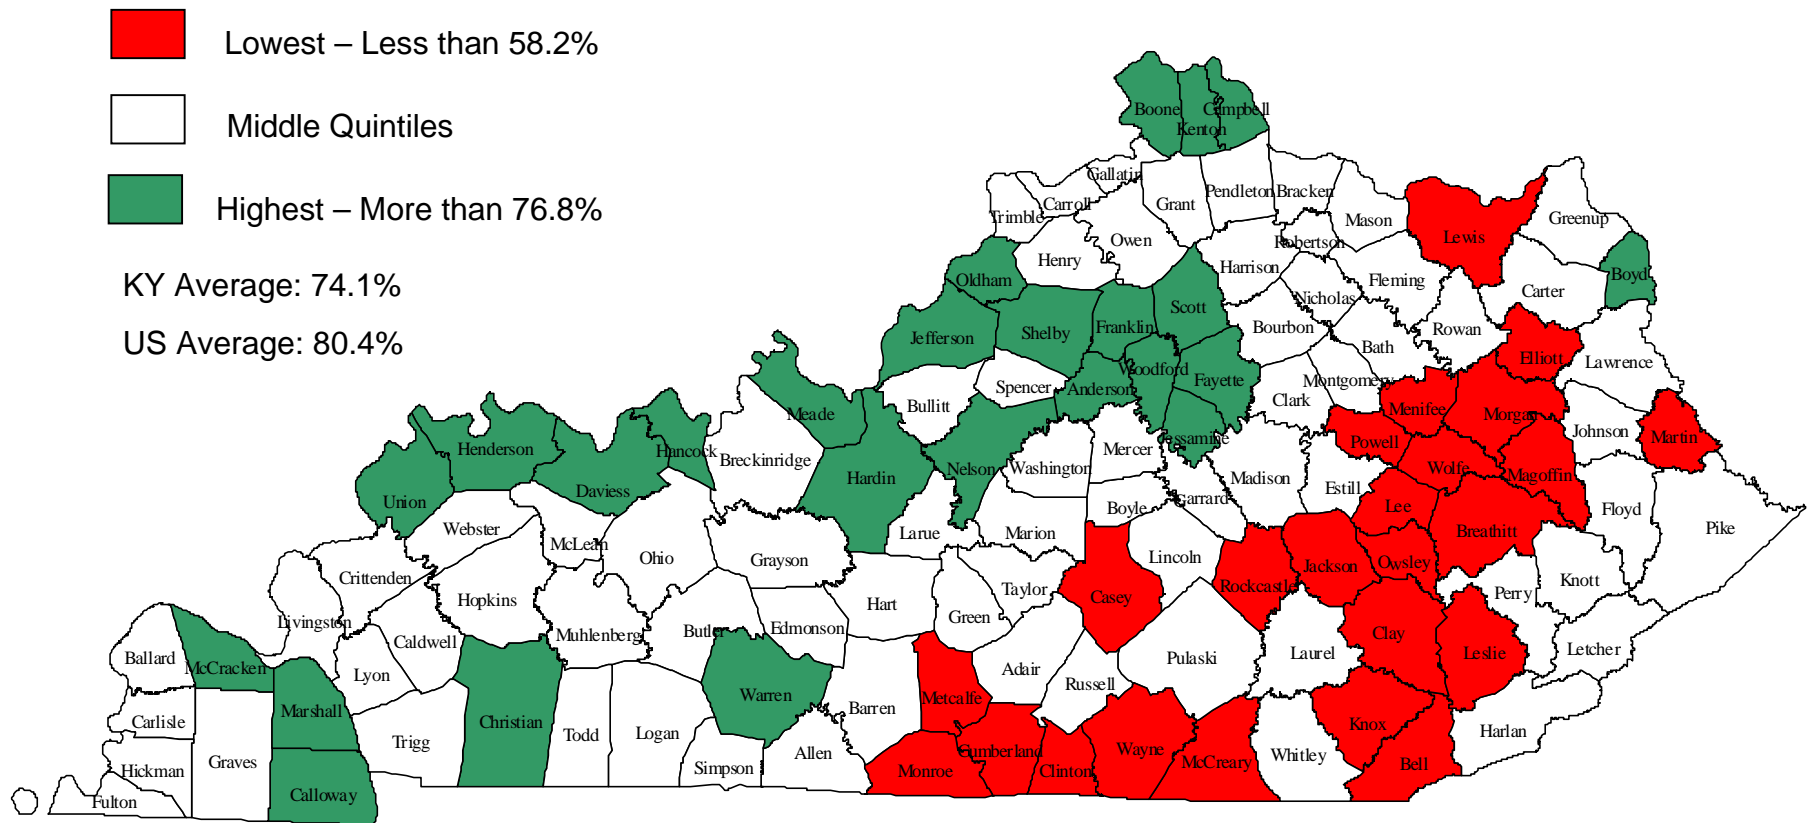 Lowest – Less than 58.2%
Middle Quintiles
Highest – More than 76.8%
KY Average: 74.1%
US Average: 80.4%
Boone
Campbell
Kenton
Gallatin
Carroll
Trimble
Grant
Pendleton
Bracken
Mason
Lewis
Greenup
Owen
Robertson
Henry
Harrison
Fleming
Oldham
Boyd
Carter
Nicholas
Scott
Franklin
Shelby
Jefferson
Bourbon
Rowan
Bath
Elliott
Lawrence
Woodford
Fayette
Spencer
Anderson
Montgomery
Clark
Bullitt
Menifee
Morgan
Meade
Powell
Johnson
Martin
Jessamine
Mercer
Henderson
Hancock
Breckinridge
Nelson
Washington
Wolfe
Magoffin
Hardin
Madison
Estill
Daviess
Union
Garrard
Boyle
Lee
Floyd
Webster
Larue
Marion
Breathitt
Pike
McLean
Ohio
Grayson
Lincoln
Jackson
Owsley
Crittenden
Rockcastle
Knott
Hopkins
Taylor
Casey
Perry
Hart
Green
Livingston
Muhlenberg
Butler
Edmonson
Clay
Caldwell
Ballard
McCracken
Lyon
Pulaski
Laurel
Leslie
Letcher
Adair
Russell
Warren
Metcalfe
Marshall
Carlisle
Christian
Barren
Knox
Trigg
Todd
Logan
Harlan
Allen
Cumberland
Wayne
Whitley
Graves
Hickman
Simpson
Monroe
Clinton
McCreary
Bell
Calloway
Fulton